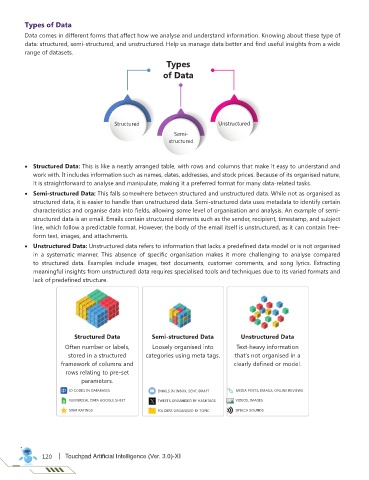 Types of Data
Data comes in different forms that affect how we analyse and understand information. Knowing about these type of
data: structured, semi-structured, and unstructured. Help us manage data better and find useful insights from a wide
range of datasets.
Types
of Data
Structured
Unstructured
Semi-
structured
• Structured Data: This is like a neatly arranged table, with rows and columns that make it easy to understand and
work with. It includes information such as names, dates, addresses, and stock prices. Because of its organised nature,
it is straightforward to analyse and manipulate, making it a preferred format for many data-related tasks.
• Semi-structured Data: This falls somewhere between structured and unstructured data. While not as organised as
structured data, it is easier to handle than unstructured data. Semi-structured data uses metadata to identify certain
characteristics and organise data into fields, allowing some level of organisation and analysis. An example of semi-
structured data is an email. Emails contain structured elements such as the sender, recipient, timestamp, and subject
line, which follow a predictable format. However, the body of the email itself is unstructured, as it can contain free-
form text, images, and attachments.
• Unstructured Data: Unstructured data refers to information that lacks a predefined data model or is not organised
in a systematic manner. This absence of specific organisation makes it more challenging to analyse compared
to structured data. Examples include images, text documents, customer comments, and song lyrics. Extracting
meaningful insights from unstructured data requires specialised tools and techniques due to its varied formats and
lack of predefined structure.
Structured Data
Often number or labels,
stored in a structured
framework of columns and
rows relating to pre-set
parameters.
ID CODES IN DATABASES
NUMERICAL DATA GOOGLE SHEET
STAR RATINGS
Semi-structured Data
Loosely organised into
categories using meta tags.
EMAILS IN INBOX, SENT, DRAFT
TWEETS ORGANISED BY HASHTAGS
FOLDERS ORGANISED BY TOPIC
Unstructured Data
Text-heavy information
that's not organised in a
clearly defined or model.
MEDIA POSTS, EMAILS, ONLINE REVIEWS
VIDEOS, IMAGES
SPEECH SOUNDS
120 | Touchpad Artificial Intelligence (Ver. 3.0)-XI